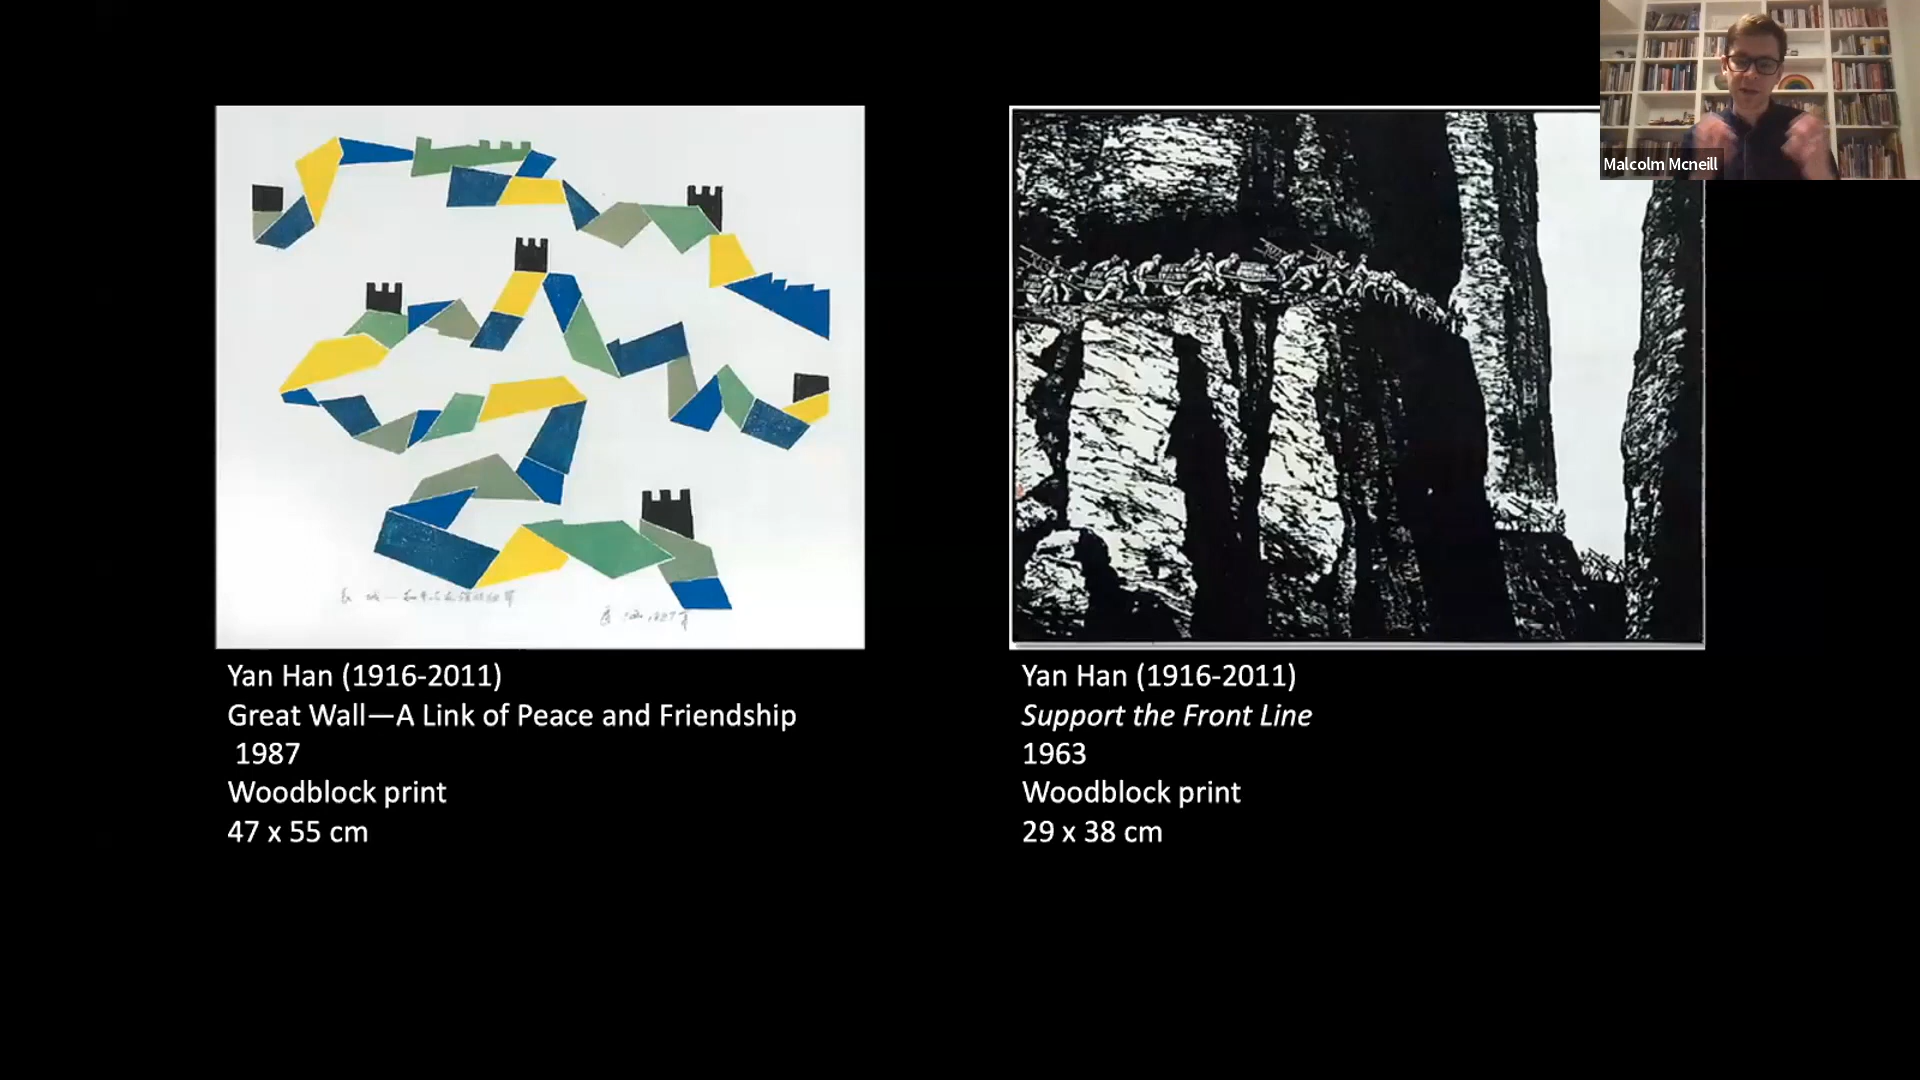 Malcolm Mcneill
Yan Han (1916-2011)
Great Wall—A Link of Peace and Friendship
1987
Woodblock print
47 x 55 cm
Yan Han (1916-2011)
Support the Front Line
1963
Woodblock print
29 x 38 cm